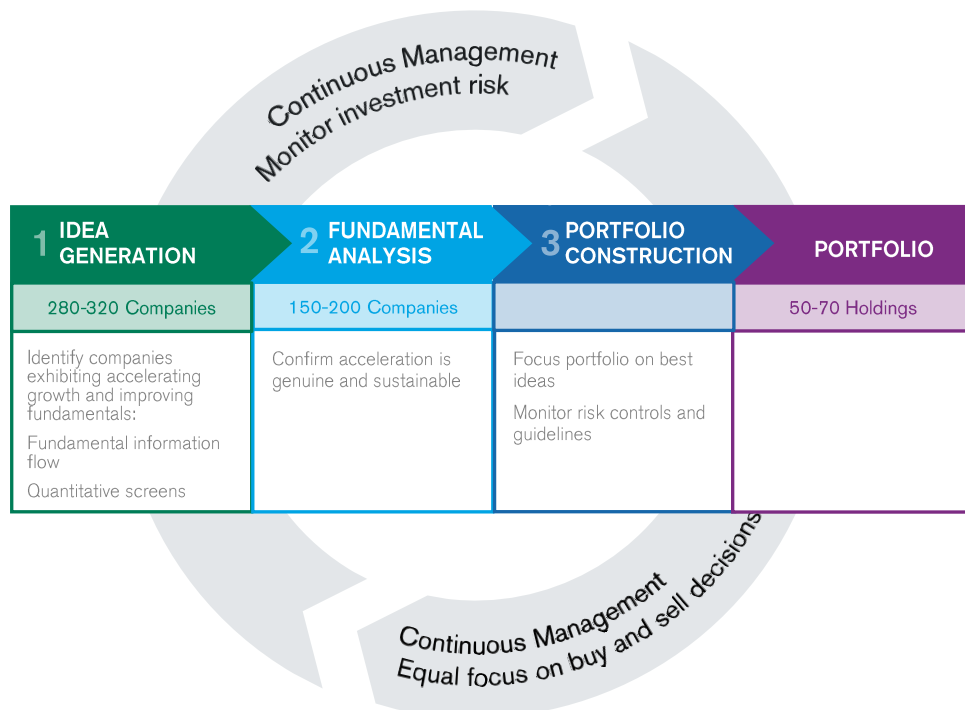 Continuous Management
Monitor investment risk
1 IDEA
GENERATION
280-320 Companies
Identify companies
exhibiting accelerating
growth and improving
fundamentals:
Fundamental information
flow
Quantitative screens
2 FUNDAMENTAL
ANALYSIS
150-200 Companies
Confirm acceleration is
genuine and sustainable
3 PORTFOLIO
CONSTRUCTION
Focus portfolio on best
ideas
Monitor risk controls and
guidelines
PORTFOLIO
50-70 Holdings
Continuous Management
Equal focus on buy and sell decisions